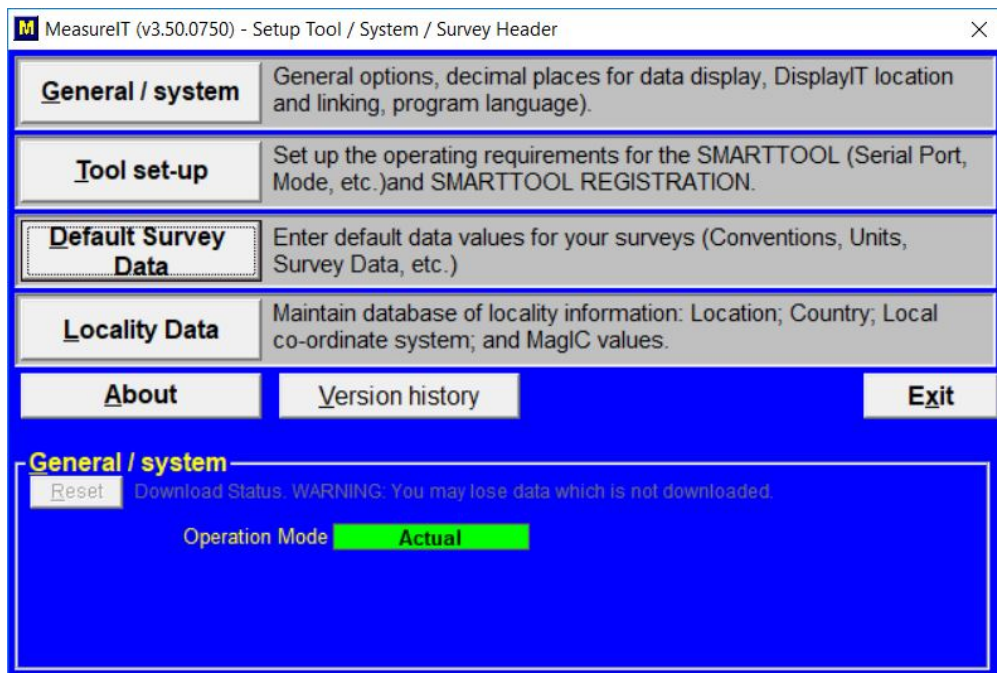 M MeasureIT (v3.50.0750) - Setup Tool / System / Survey Header
General / system
General options, decimal places for data display, DisplayIT location
and linking, program language).
Tool set-up
Set up the operating requirements for the SMARTTOOL (Serial Port,
Mode, etc.)and SMARTTOOL REGISTRATION.
Default Survey
Data
Enter default data values for your surveys (Conventions, Units,
Survey Data, etc.)
Locality Data
Maintain database of locality information: Location; Country; Local
co-ordinate system; and MagIC values.
About
Version history
Exit
General / system
Reset
Download Status. WARNING: You may lose data which is not downloaded.
Operation Mode
Actual